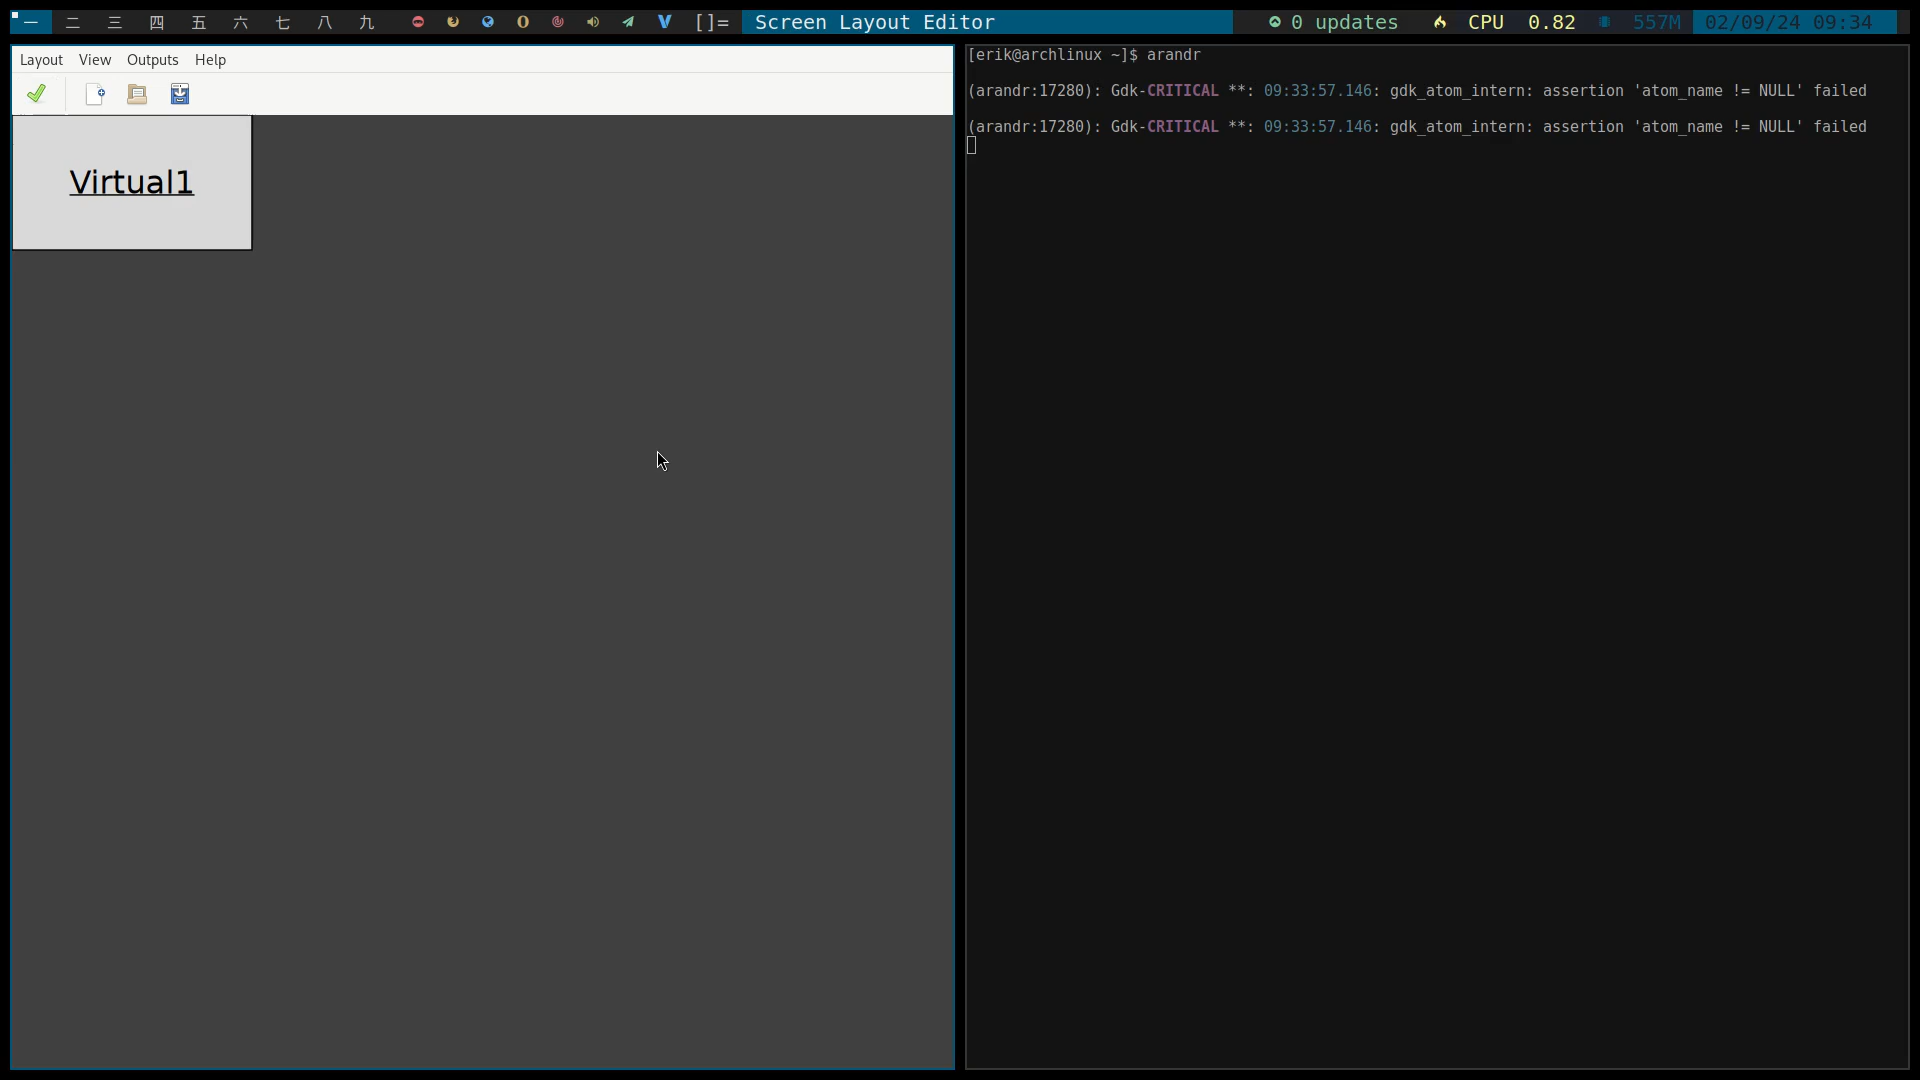 一 二 三 四 五 六 七 八 九 []= Screen Layout Editor 0 updates CPU 0.82 557M 02/09/24 09:34
Layout View Outputs Help
Virtual1
[erik@archlinux ~]$ arandr
(arandr:17280): Gdk-CRITICAL **: 09:33:57.146: gdk_atom_intern: assertion 'atom_name != NULL' failed
(arandr:17280): Gdk-CRITICAL **: 09:33:57.146: gdk_atom_intern: assertion 'atom_name != NULL' failed